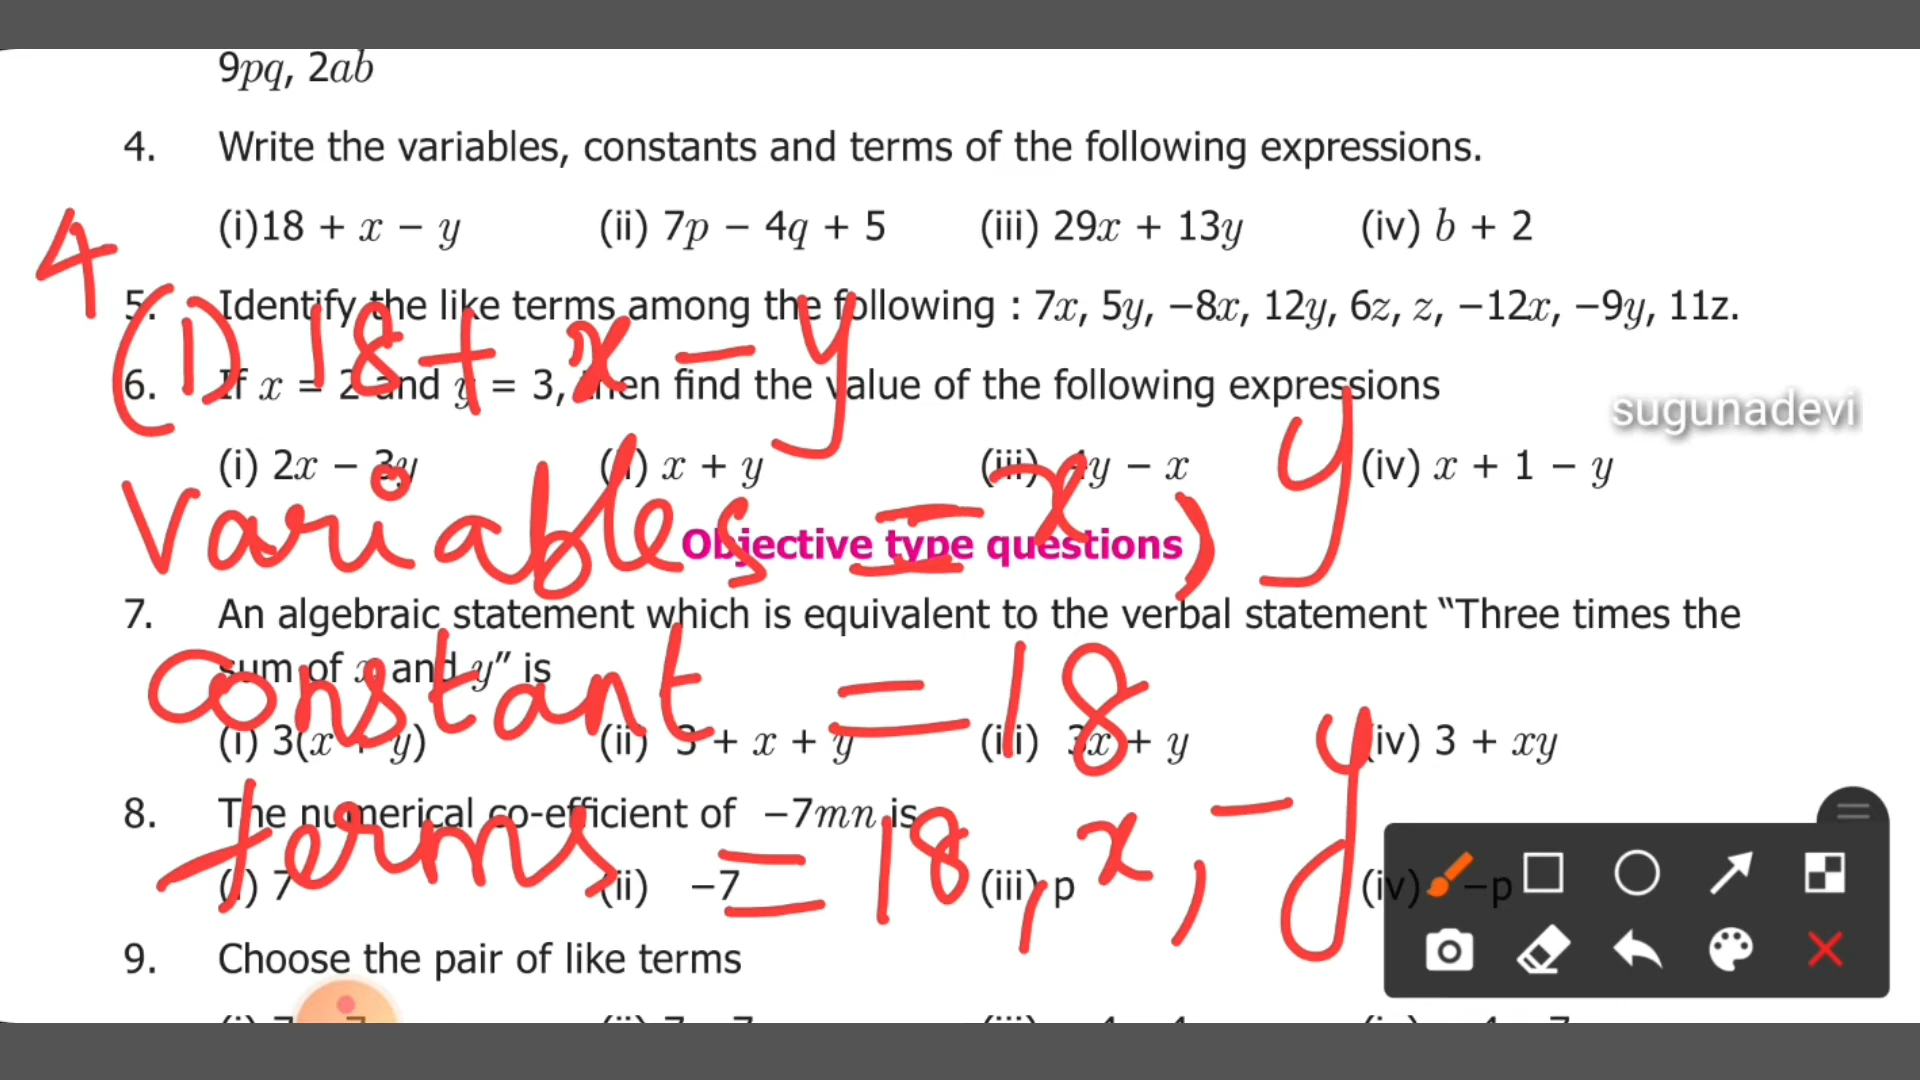 9pq, 2ab
4. Write the variables, constants and terms of the following expressions.
(i)18 + x − y (ii) 7p − 4q + 5 (iii) 29x + 13y (iv) b + 2
4
5. Identify the like terms among the following : 7x, 5y, −8x, 12y, 6z, z, −12x, −9y, 11z.
(i) 18 + x − y
6. If x = 2 and y = 3, then find the value of the following expressions
sugunadevi
(i) 2x − 3y (ii) x + y (iii) 4y − x (iv) x + 1 − y
Variables = x, y
Objective type questions
7. An algebraic statement which is equivalent to the verbal statement “Three times the
sum of x and y” is
constant = 18
(i) 3(x + y) (ii) 3 + x + y (iii) 3x + y (iv) 3 + xy
8. The numerical co-efficient of −7mn is
terms = 18, x, −y
(i) 7 (ii) −7 (iii) p (iv) −p
9. Choose the pair of like terms